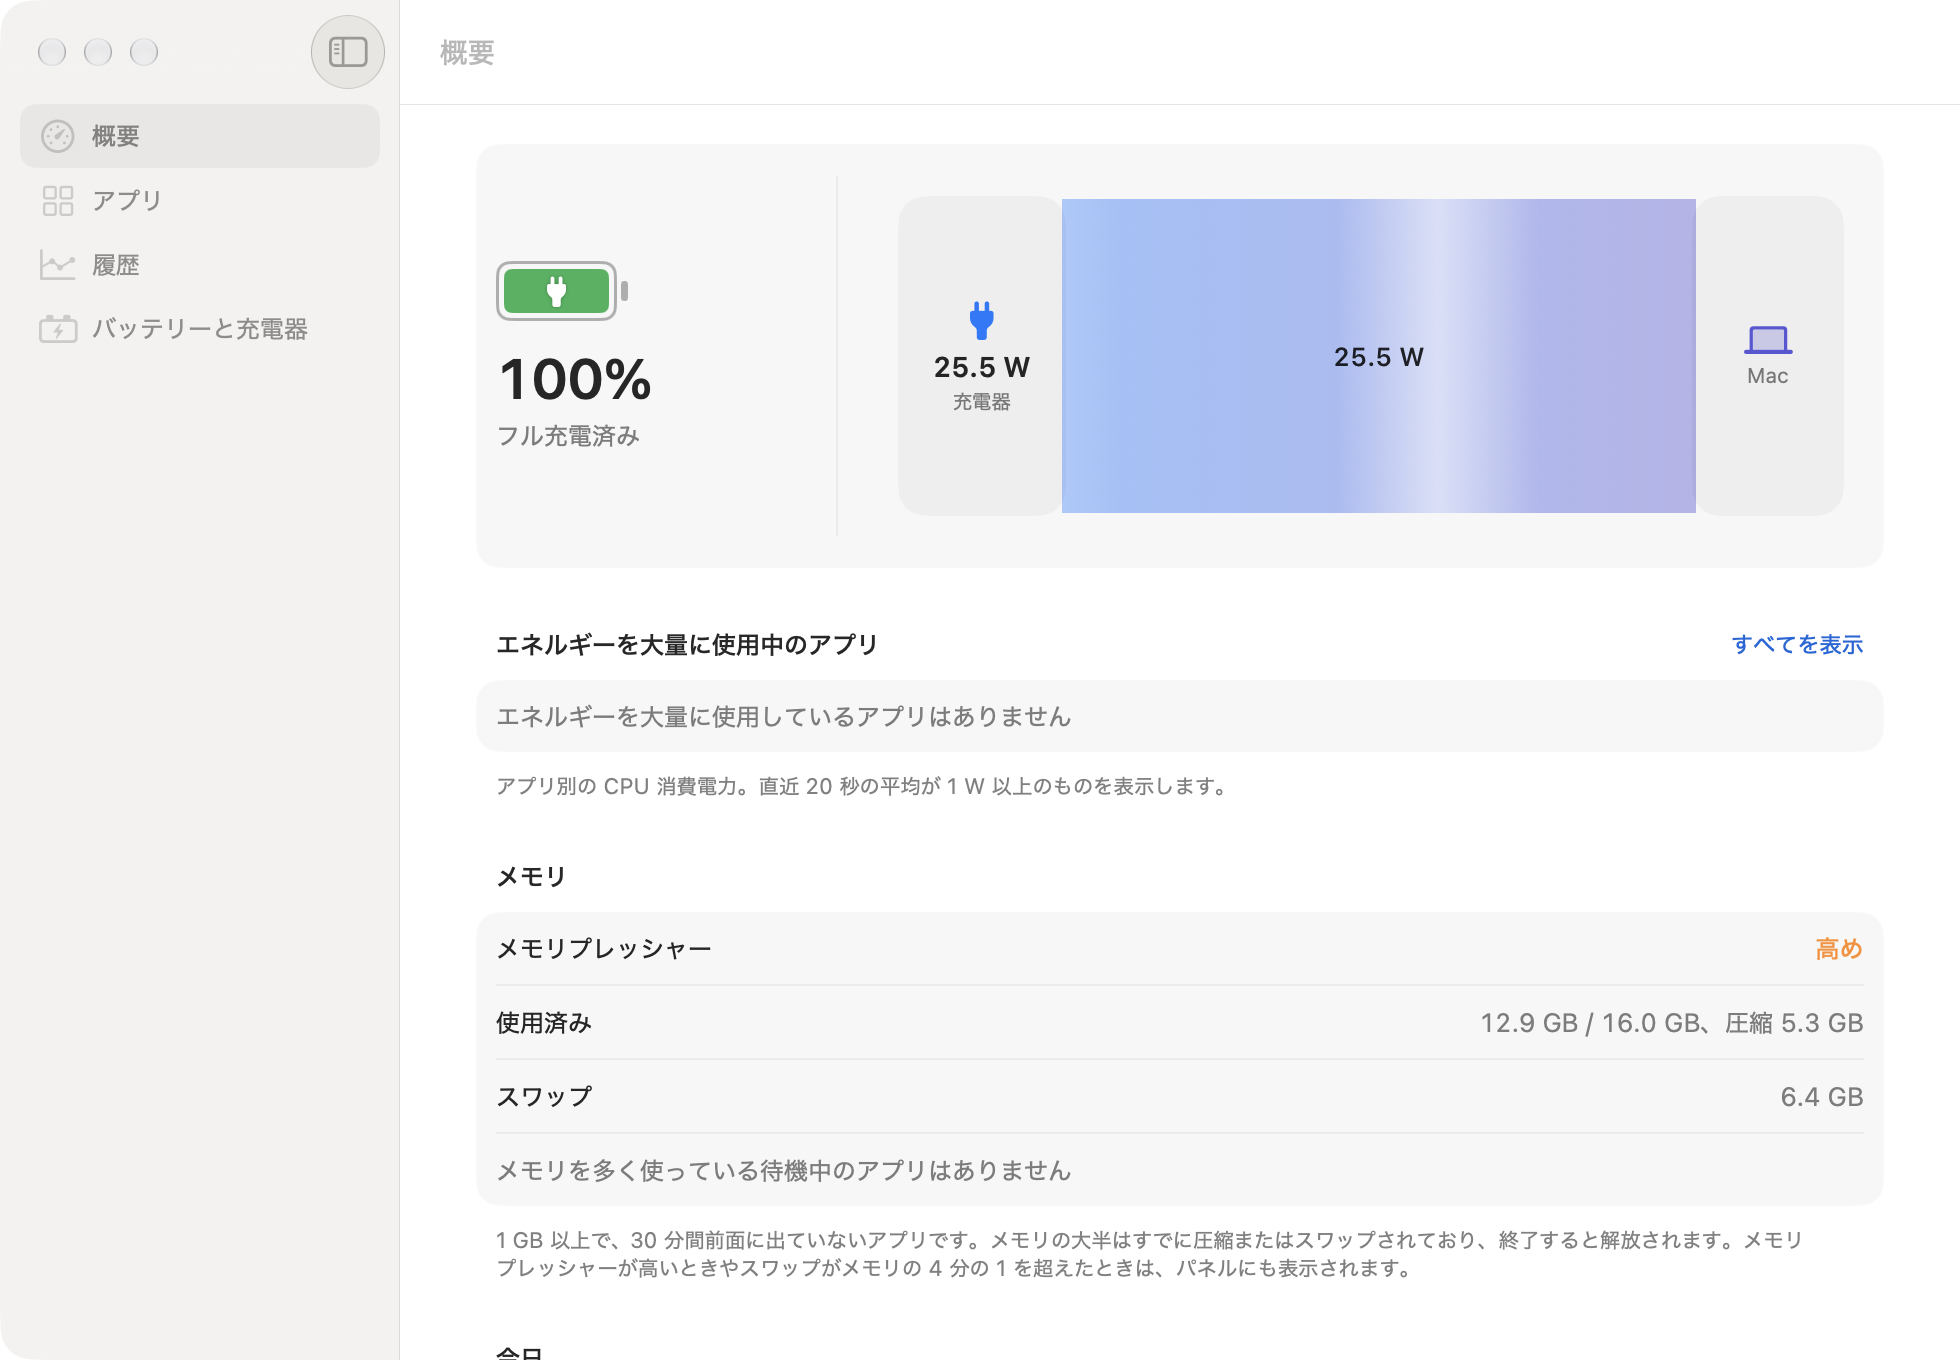 概要
概要
アプリ
履歴
バッテリーと充電器
100%
フル充電済み
25.5 W
充電器
25.5 W
Mac
エネルギーを大量に使用中のアプリ
すべてを表示
エネルギーを大量に使用しているアプリはありません
アプリ別の CPU 消費電力。直近 20 秒の平均が 1 W 以上のものを表示します。
メモリ
メモリプレッシャー
高め
使用済み
12.9 GB / 16.0 GB、圧縮 5.3 GB
スワップ
6.4 GB
メモリを多く使っている待機中のアプリはありません
1 GB 以上で、30 分間前面に出ていないアプリです。メモリの大半はすでに圧縮またはスワップされており、終了すると解放されます。メモリ
プレッシャーが高いときやスワップがメモリの 4 分の 1 を超えたときは、パネルにも表示されます。
今日